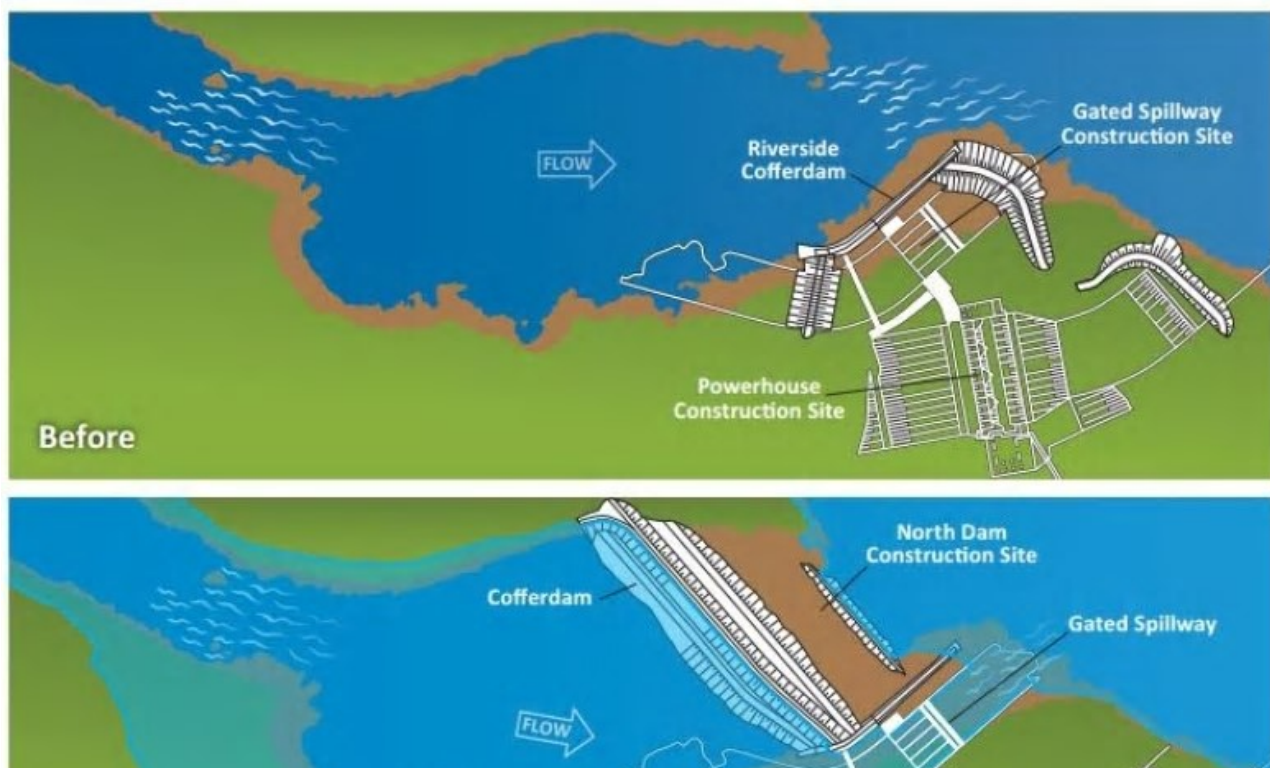 Gated Spillway
Construction Site
Riverside
Cofferdam
FLOW
Powerhouse
Construction Site
Before
North Dam
Construction Site
Cofferdam
Gated Spillway
FLOW